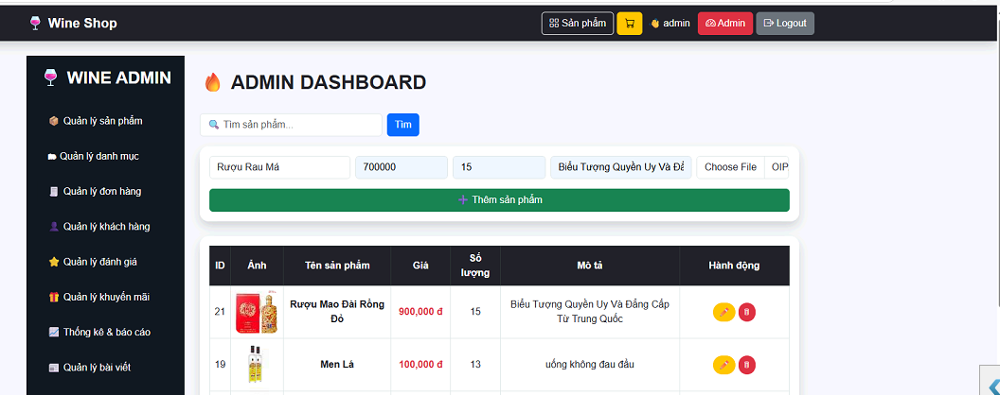 Wine Shop
Sản phẩm
admin
Admin
Logout
WINE ADMIN
Quản lý sản phẩm
Quản lý danh mục
Quản lý đơn hàng
Quản lý khách hàng
Quản lý đánh giá
Quản lý khuyến mãi
Thống kê & báo cáo
Quản lý bài viết
ADMIN DASHBOARD
Tìm sản phẩm...
Tìm
Rượu Rau Má
700000
15
Biểu Tượng Quyền Uy Và Đẳ
Choose File
OIP
Thêm sản phẩm
ID
Ảnh
Tên sản phẩm
Giá
Số
lượng
Mô tả
Hành động
21
Rượu Mao Đài Rồng
Đỏ
900,000 đ
15
Biểu Tượng Quyền Uy Và Đẳng Cấp
Từ Trung Quốc
19
Men Lá
100,000 đ
13
uống không đau đầu